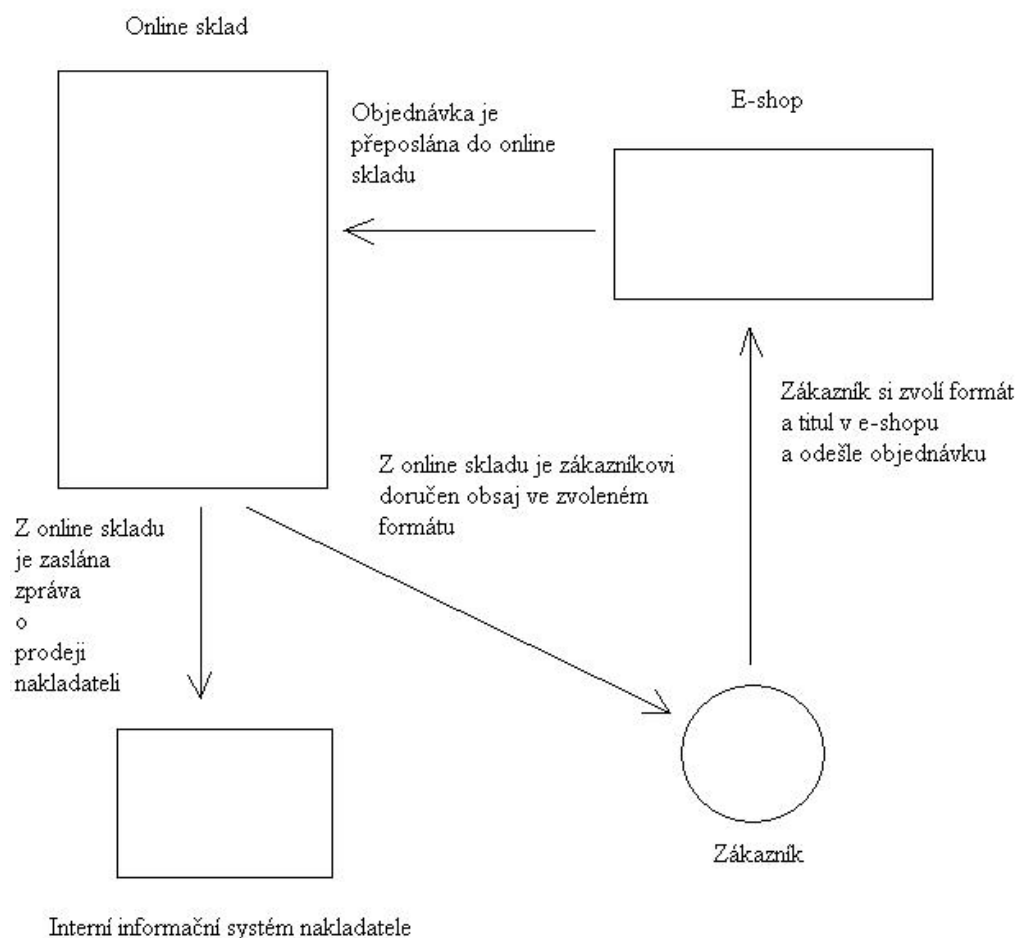 Online sklad
E-shop
Objednávka je
přeposlána do online
skladu
Zákazník si zvolí formát
a titul v e-shopu
a odešle objednávku
Z online skladu je zákazníkovi
doručen obsaj ve zvoleném
formátu
Z online skladu
je zaslána
zpráva
o
prodeji
nakladateli
Zákazník
Interní informační systém nakladatele